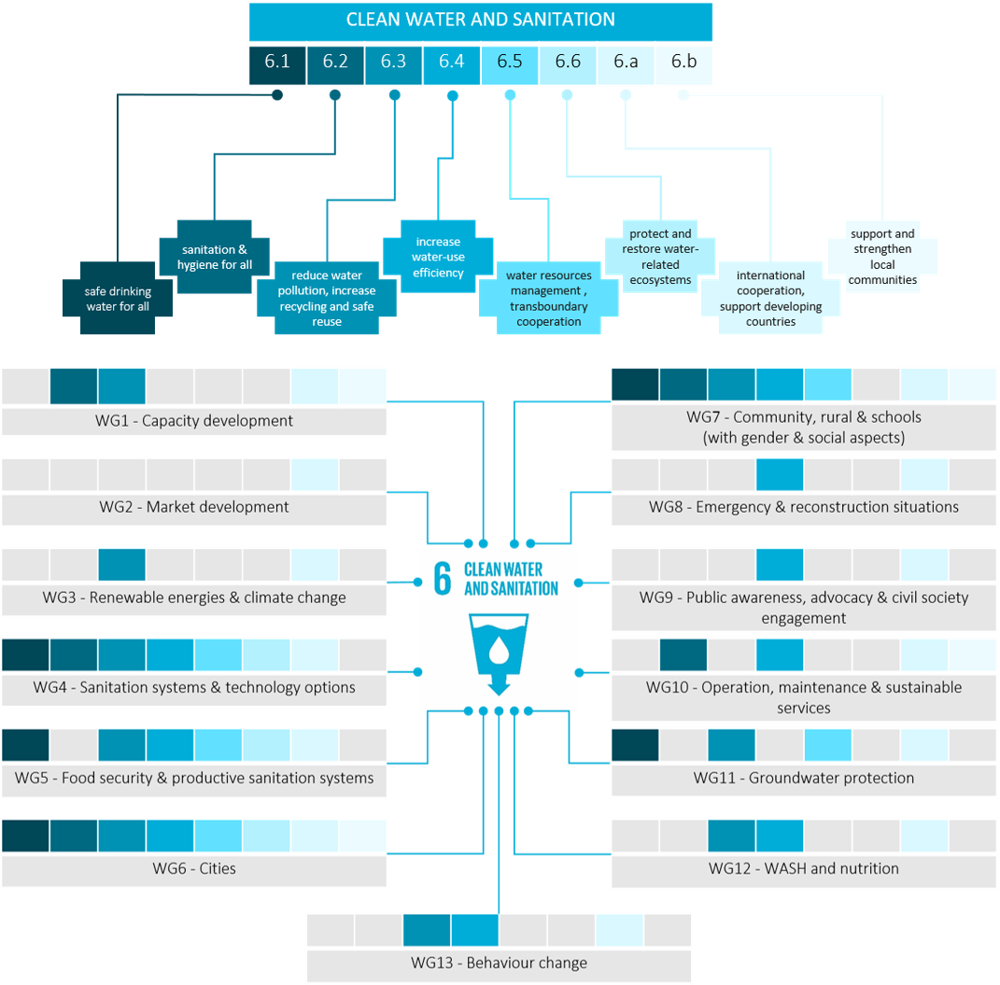 CLEAN WATER AND SANITATION
6.1 6.2 6.3 6.4 6.5 6.6 6.a 6.b
safe drinking
water for all
sanitation &
hygiene for all
reduce water
pollution, increase
recycling and safe
reuse
increase
water-use
efficiency
water resources
management ,
transboundary
cooperation
protect and
restore water-
related
ecosystems
international
cooperation,
support developing
countries
support and
strengthen
local
communities
WG1 - Capacity development
WG2 - Market development
WG3 - Renewable energies & climate change
WG4 - Sanitation systems & technology options
WG5 - Food security & productive sanitation systems
WG6 - Cities
6 CLEAN WATER
AND SANITATION
WG7 - Community, rural & schools
(with gender & social aspects)
WG8 - Emergency & reconstruction situations
WG9 - Public awareness, advocacy & civil society
engagement
WG10 - Operation, maintenance & sustainable
services
WG11 - Groundwater protection
WG12 - WASH and nutrition
WG13 - Behaviour change